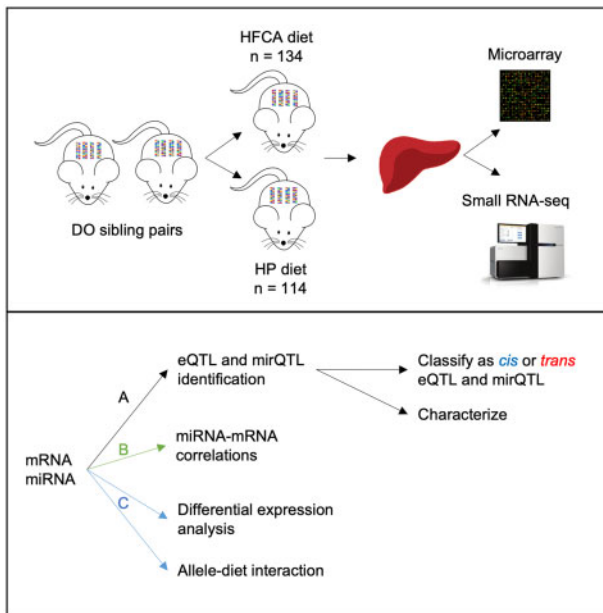 HFCA diet
n = 134
Microarray
DO sibling pairs
Small RNA-seq
HP diet
n = 114
eQTL and mirQTL
identification
Classify as cis or trans
eQTL and mirQTL
Characterize
A
B
miRNA-mRNA
correlations
mRNA
miRNA
C
Differential expression
analysis
Allele-diet interaction